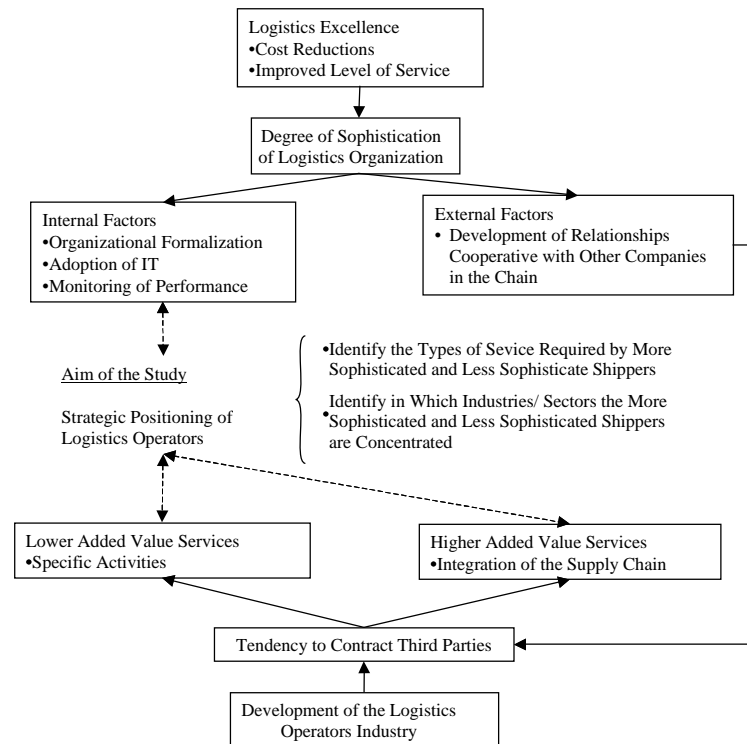 Logistics Excellence
•Cost Reductions
•Improved Level of Service
Degree of Sophistication
of Logistics Organization
Internal Factors
•Organizational Formalization
•Adoption of IT
•Monitoring of Performance
External Factors
• Development of Relationships
Cooperative with Other Companies
in the Chain
Aim of the Study
Strategic Positioning of
Logistics Operators
•Identify the Types of Sevice Required by More
Sophisticated and Less Sophisticate Shippers
•Identify in Which Industries/ Sectors the More
Sophisticated and Less Sophisticated Shippers
are Concentrated
Lower Added Value Services
•Specific Activities
Higher Added Value Services
•Integration of the Supply Chain
Tendency to Contract Third Parties
Development of the Logistics
Operators Industry